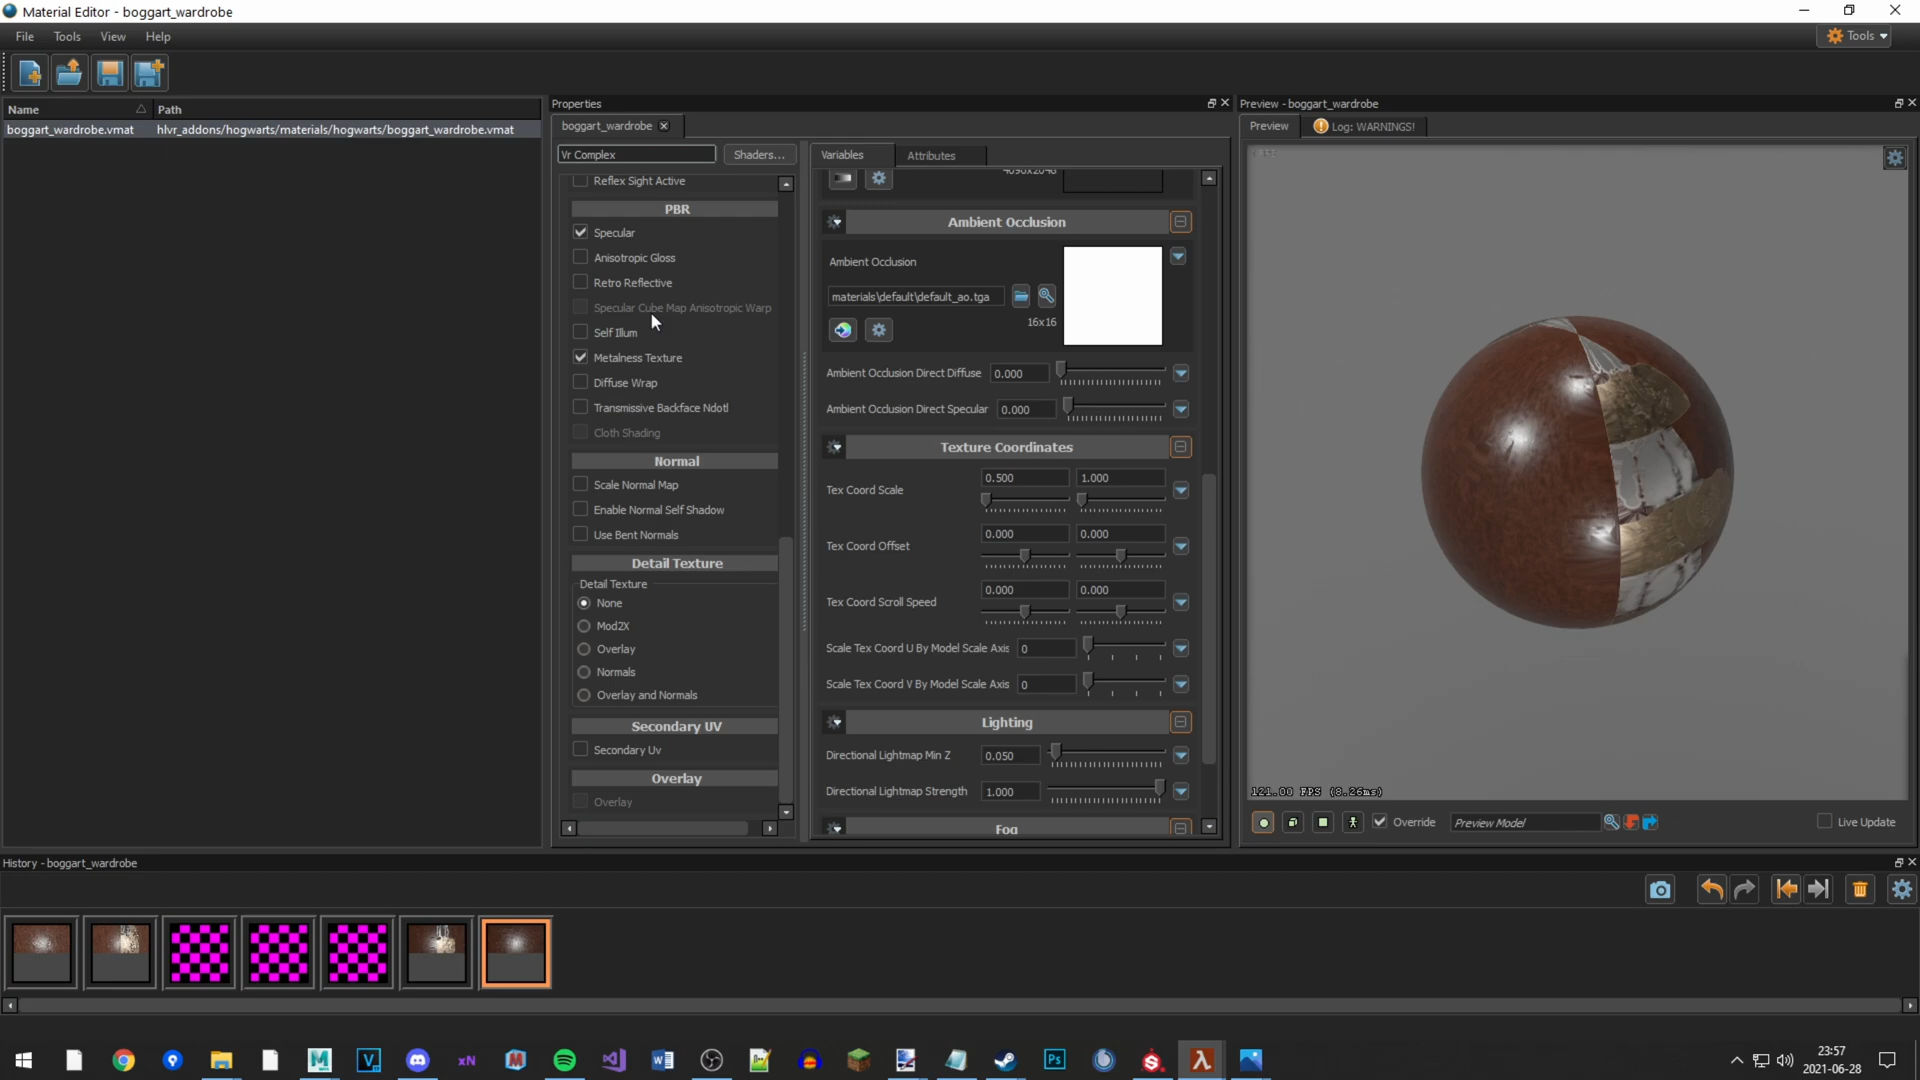 Material Editor - boggart_wardrobe
File Tools View Help
Tools
Name Path
boggart_wardrobe.vmat hlvr_addons/hogwarts/materials/hogwarts/boggart_wardrobe.vmat
Properties
boggart_wardrobe
Vr Complex Shaders...
Reflex Sight Active
PBR
Specular
Anisotropic Gloss
Retro Reflective
Specular Cube Map Anisotropic Warp
Self Illum
Metalness Texture
Diffuse Wrap
Transmissive Backface Ndotl
Cloth Shading
Normal
Scale Normal Map
Enable Normal Self Shadow
Use Bent Normals
Detail Texture
Detail Texture
None
Mod2X
Overlay
Normals
Overlay and Normals
Secondary UV
Secondary Uv
Overlay
Overlay
Variables Attributes
4096x2048
Ambient Occlusion
Ambient Occlusion
materials\default\default_ao.tga
16x16
Ambient Occlusion Direct Diffuse 0.000
Ambient Occlusion Direct Specular 0.000
Texture Coordinates
Tex Coord Scale 0.500 1.000
Tex Coord Offset 0.000 0.000
Tex Coord Scroll Speed 0.000 0.000
Scale Tex Coord U By Model Scale Axis 0
Scale Tex Coord V By Model Scale Axis 0
Lighting
Directional Lightmap Min Z 0.050
Directional Lightmap Strength 1.000
Fog
Preview - boggart_wardrobe
Preview Log: WARNINGS!
121.00 FPS (8.26ms)
Override Preview Model Live Update
History - boggart_wardrobe
xN
Ps
23:57
2021-06-28